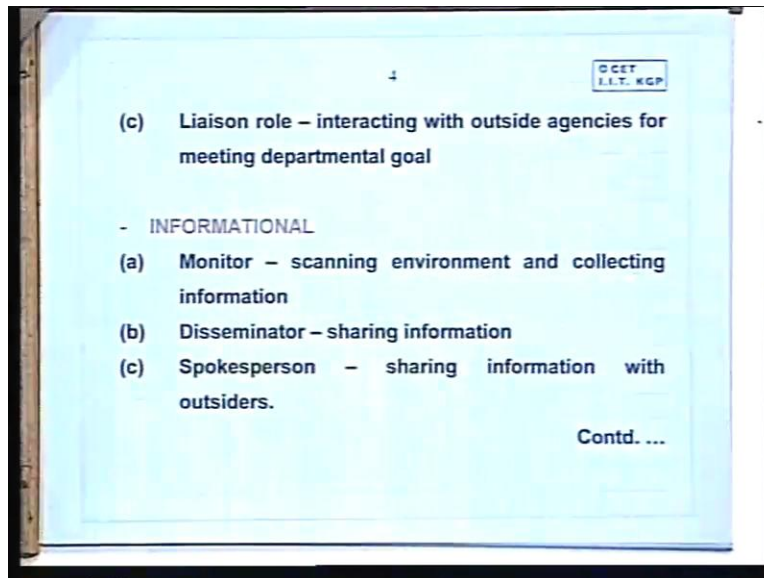 4
© CET
I.I.T. KGP
(c) Liaison role – interacting with outside agencies for
meeting departmental goal
- INFORMATIONAL
(a) Monitor – scanning environment and collecting
information
(b) Disseminator – sharing information
(c) Spokesperson – sharing information with
outsiders.
Contd. ...